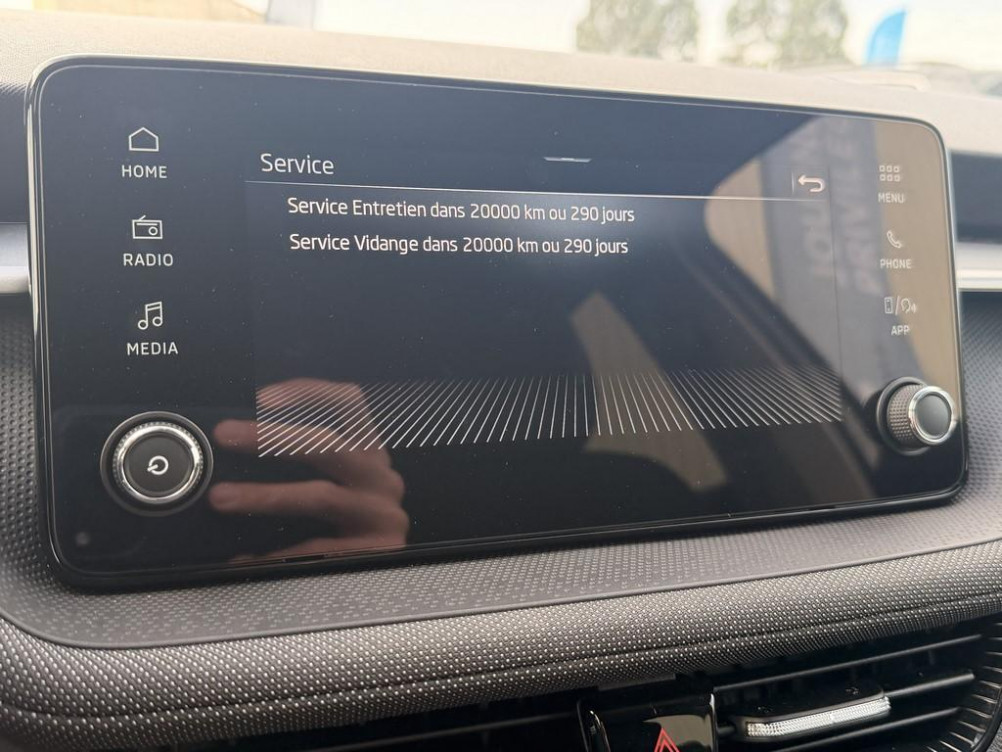 HOME
RADIO
MEDIA
Service
Service Entretien dans 20000 km ou 290 jours
Service Vidange dans 20000 km ou 290 jours
MENU
PHONE
APP